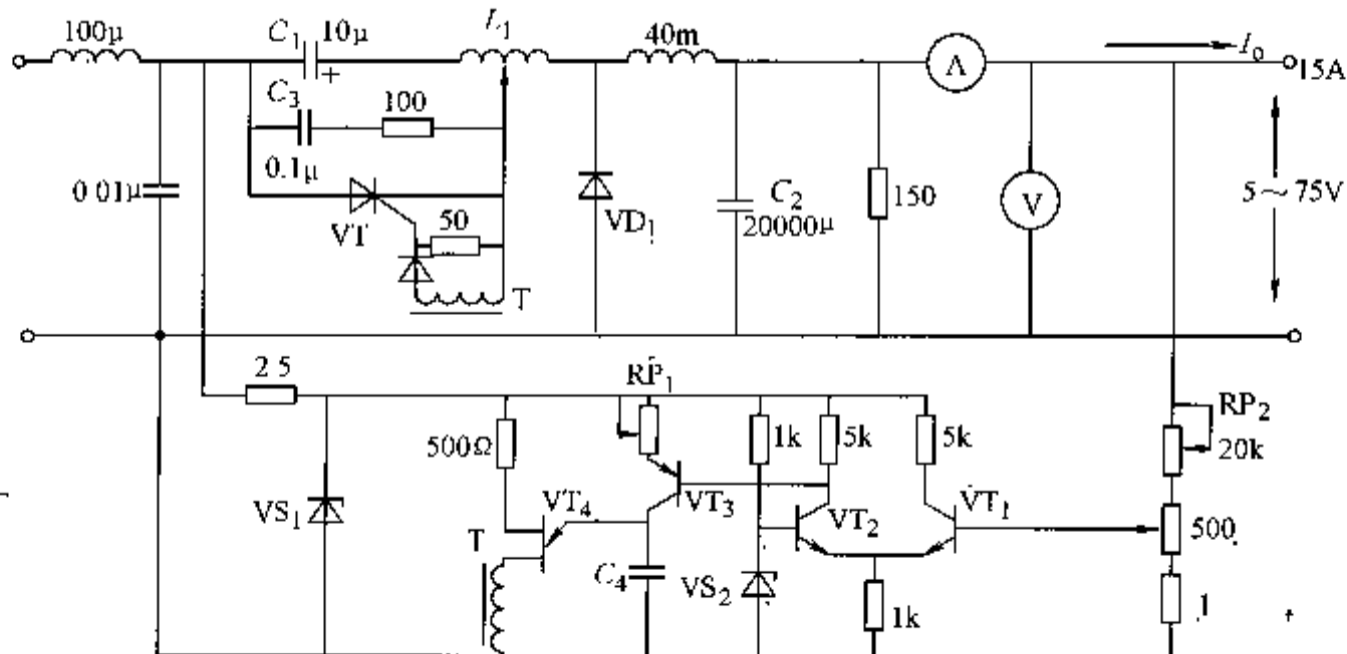 100μ
C₁
10μ
L₁
40m
I₀
A
15A
+
C₃
100
0.1μ
0 01μ
VT
50
T
VD₁
C₂
20000μ
150
V
5～75V
2 5
RP₁
RP₂
20k
500Ω
1k
5k
5k
VS₁
VT₄
VT₃
VT₂
VT₁
500
T
C₄
VS₂
1k
1